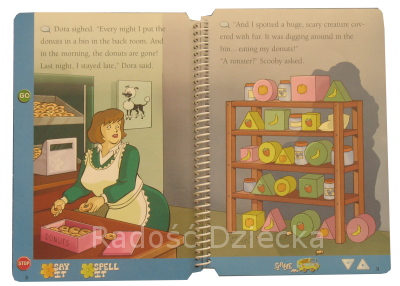 Dora sighed. "Every night I put the
donuts in a bin in the back room. And
in the morning, the donuts are gone!
Last night, I stayed late," Dora said.
"And I spotted a huge, scary creature cov-
ered with fur. It was digging around in the
bin... eating my donuts!"
"A monster?" Scooby asked.
GO
DONUTS
STOP
SAY IT
SPELL IT
Radość Dziecka
8
9